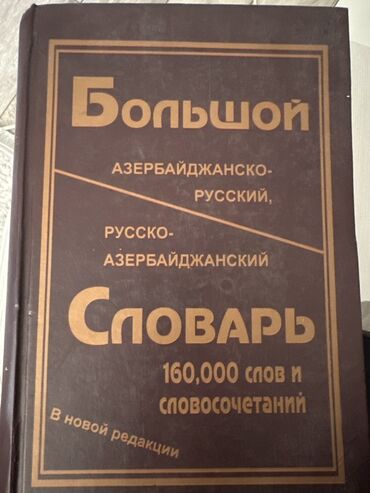 Большой
АЗЕРБАЙДЖАНСКО-
РУССКИЙ,
РУССКО-
АЗЕРБАЙДЖАНСКИЙ
Словарь
160,000 слов и
словосочетаний
В новой редакции